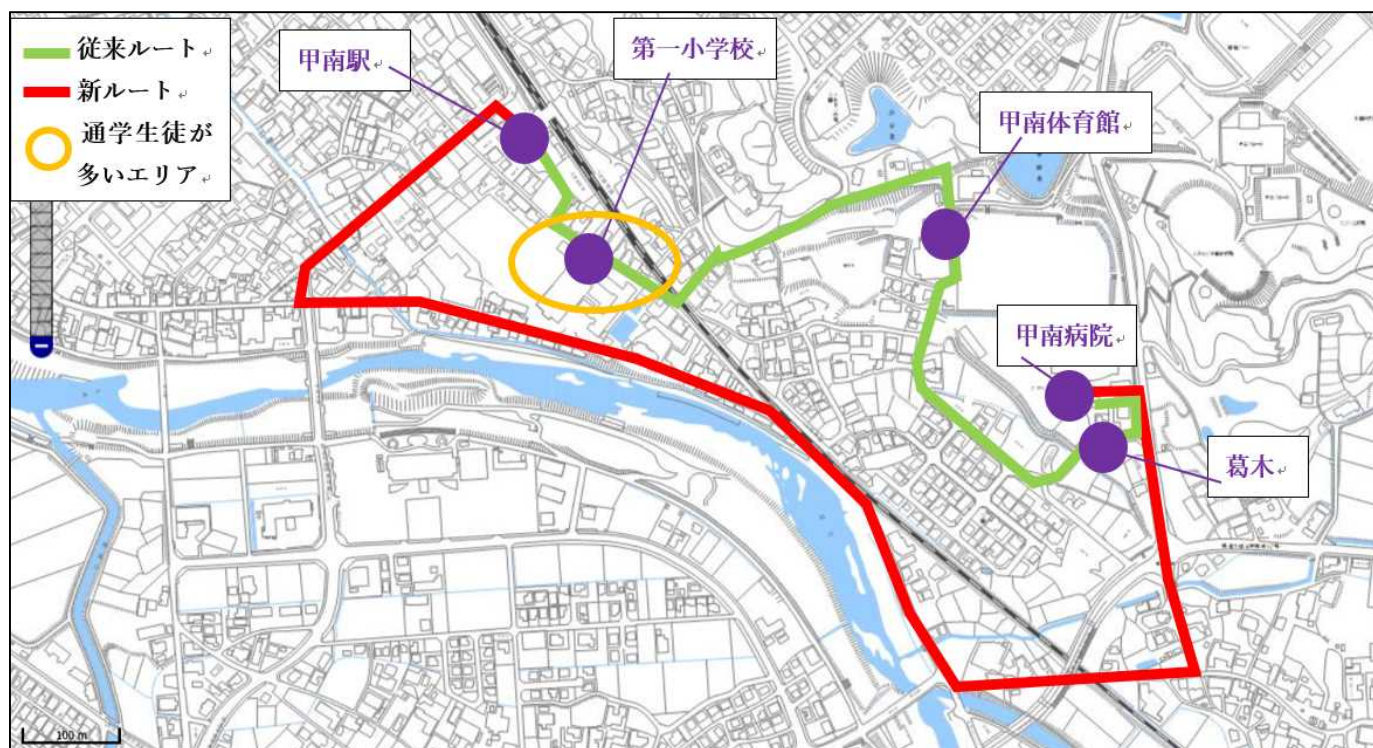 従来ルート
新ルート
通学生徒が
多いエリア
甲南駅
第一小学校
甲南体育館
甲南病院
葛木
100 m